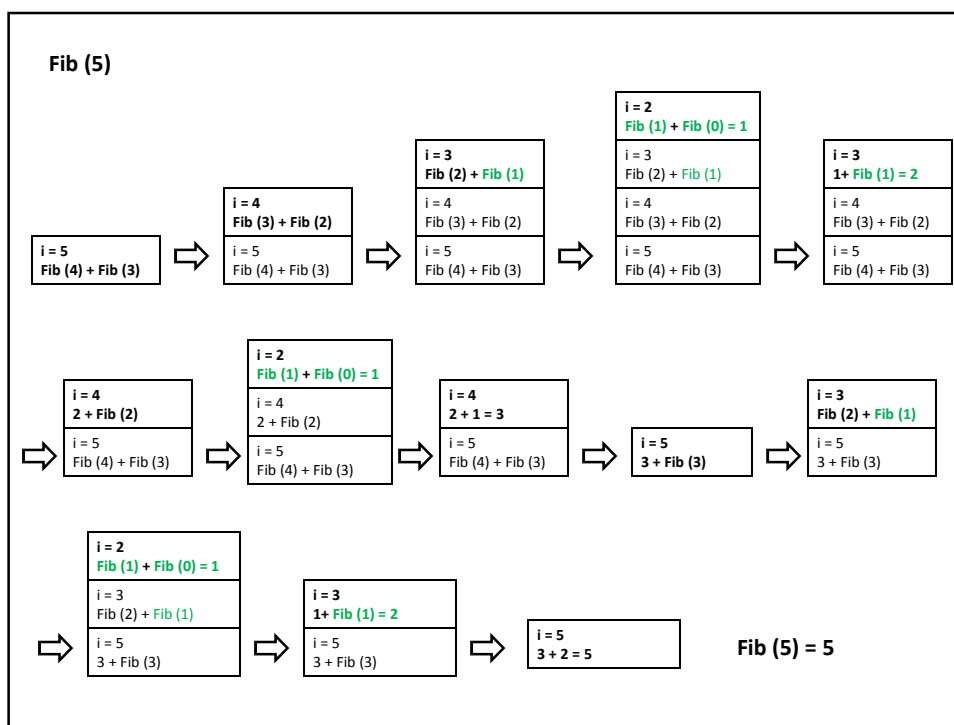 Fib (5)
i = 5
Fib (4) + Fib (3)
i = 4
Fib (3) + Fib (2)
i = 5
Fib (4) + Fib (3)
i = 3
Fib (2) + Fib (1)
i = 4
Fib (3) + Fib (2)
i = 5
Fib (4) + Fib (3)
i = 2
Fib (1) + Fib (0) = 1
i = 3
Fib (2) + Fib (1)
i = 4
Fib (3) + Fib (2)
i = 5
Fib (4) + Fib (3)
i = 3
1+ Fib (1) = 2
i = 4
Fib (3) + Fib (2)
i = 5
Fib (4) + Fib (3)
i = 4
2 + Fib (2)
i = 5
Fib (4) + Fib (3)
i = 2
Fib (1) + Fib (0) = 1
i = 4
2 + Fib (2)
i = 5
Fib (4) + Fib (3)
i = 4
2 + 1 = 3
i = 5
Fib (4) + Fib (3)
i = 5
3 + Fib (3)
i = 3
Fib (2) + Fib (1)
i = 5
3 + Fib (3)
i = 2
Fib (1) + Fib (0) = 1
i = 3
Fib (2) + Fib (1)
i = 5
3 + Fib (3)
i = 3
1+ Fib (1) = 2
i = 5
3 + Fib (3)
i = 5
3 + 2 = 5
Fib (5) = 5